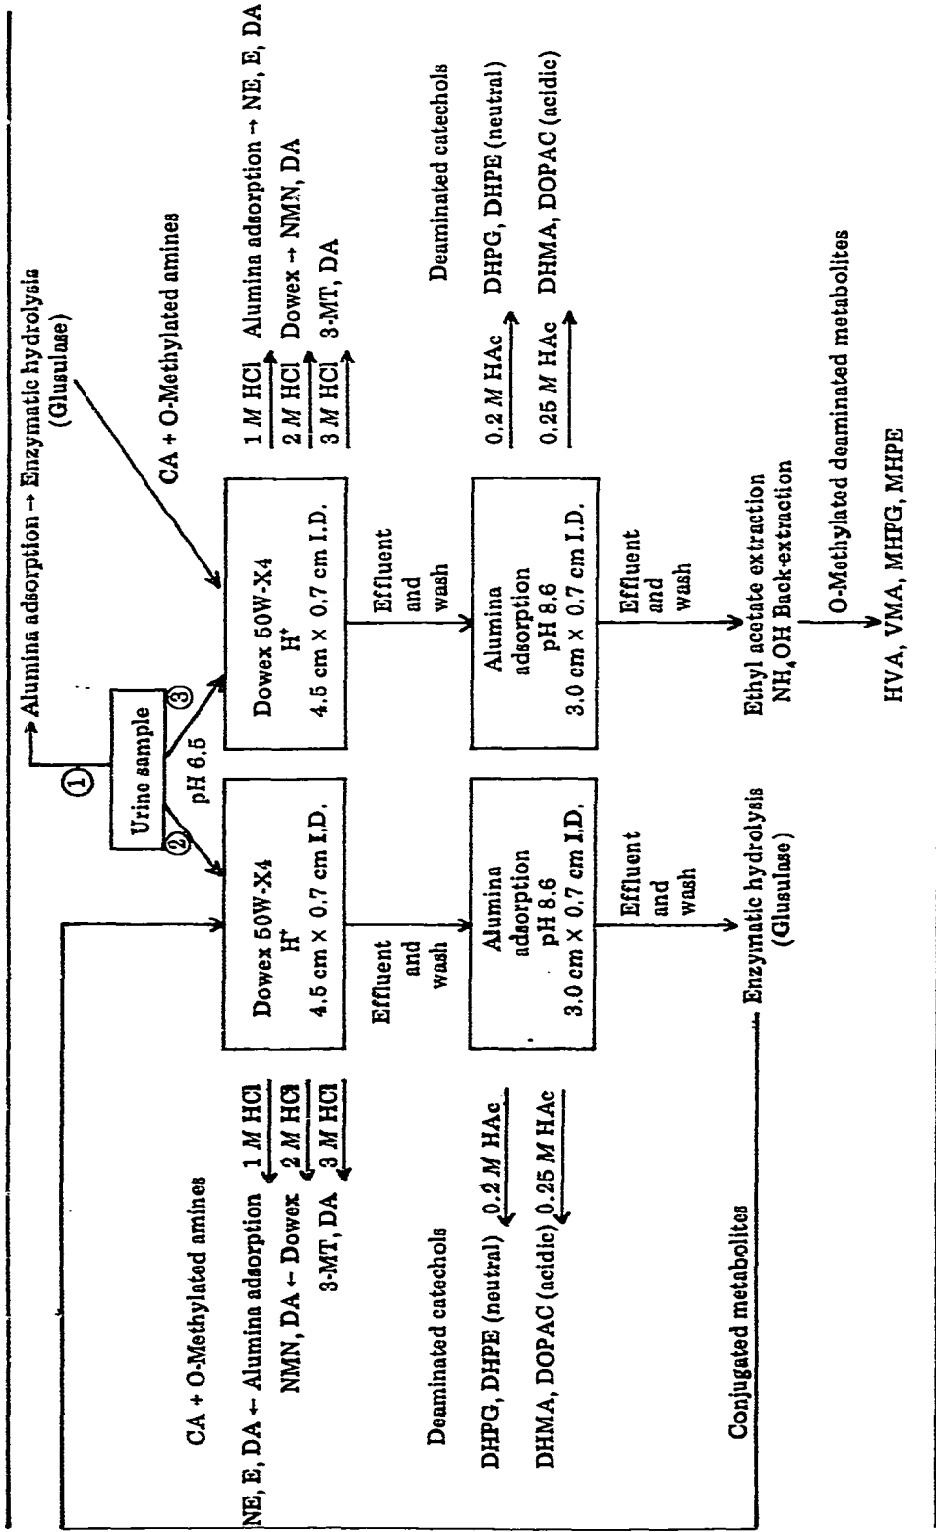 Alumina adsorption → Enzymatic hydrolysis
(Glusulase)
①
Urine sample
②
③
pH 6.5
CA + O-Methylated amines
NE, E, DA ← Alumina adsorption
1 M HCl
NMN, DA ← Dowex
2 M HCl
3-MT, DA
3 M HCl
Dowex 50W-X4
H⁺
4.5 cm × 0.7 cm I.D.
Dowex 50W-X4
H⁺
4.5 cm × 0.7 cm I.D.
CA + O-Methylated amines
1 M HCl
Alumina adsorption → NE, E, DA
2 M HCl
Dowex → NMN, DA
3 M HCl
3-MT, DA
Effluent
and
wash
Effluent
and
wash
Deaminated catechols
DHPG, DHPE (neutral)
0.2 M HAc
DHMA, DOPAC (acidic)
0.25 M HAc
Alumina
adsorption
pH 8.6
3.0 cm × 0.7 cm I.D.
Alumina
adsorption
pH 8.6
3.0 cm × 0.7 cm I.D.
Deaminated catechols
0.2 M HAc
DHPG, DHPE (neutral)
0.25 M HAc
DHMA, DOPAC (acidic)
Effluent
and
wash
Effluent
and
wash
Conjugated metabolites
Enzymatic hydrolysis
(Glusulase)
Ethyl acetate extraction
NH₄OH Back-extraction
O-Methylated deaminated metabolites
HVA, VMA, MHPG, MHPE